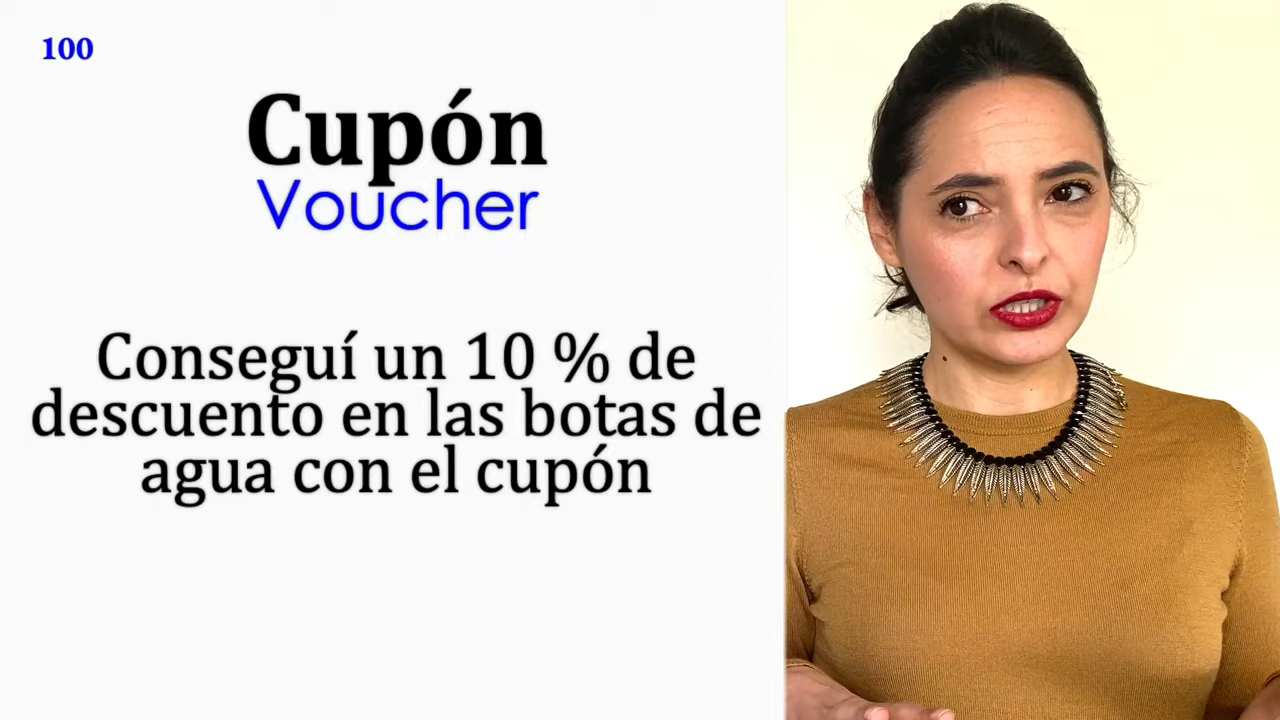 100
Cupón
Voucher
Conseguí un 10 % de
descuento en las botas de
agua con el cupón